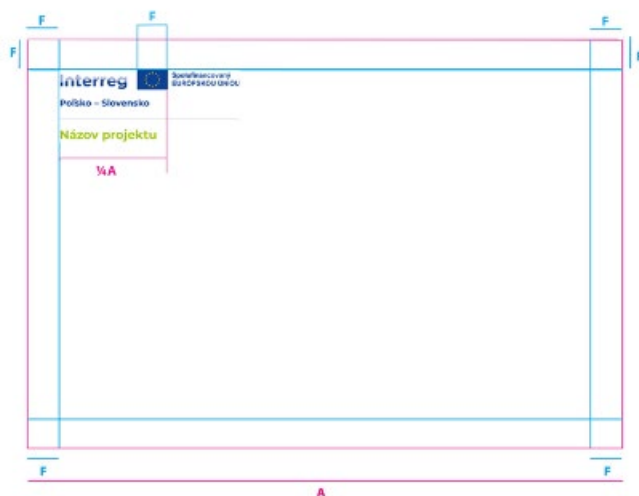 F
F F
F F
Interreg Spolufinancovaný
EURÓPSKOU ÚNIOU
Poľsko – Slovensko
Názov projektu
¼A
F F
A